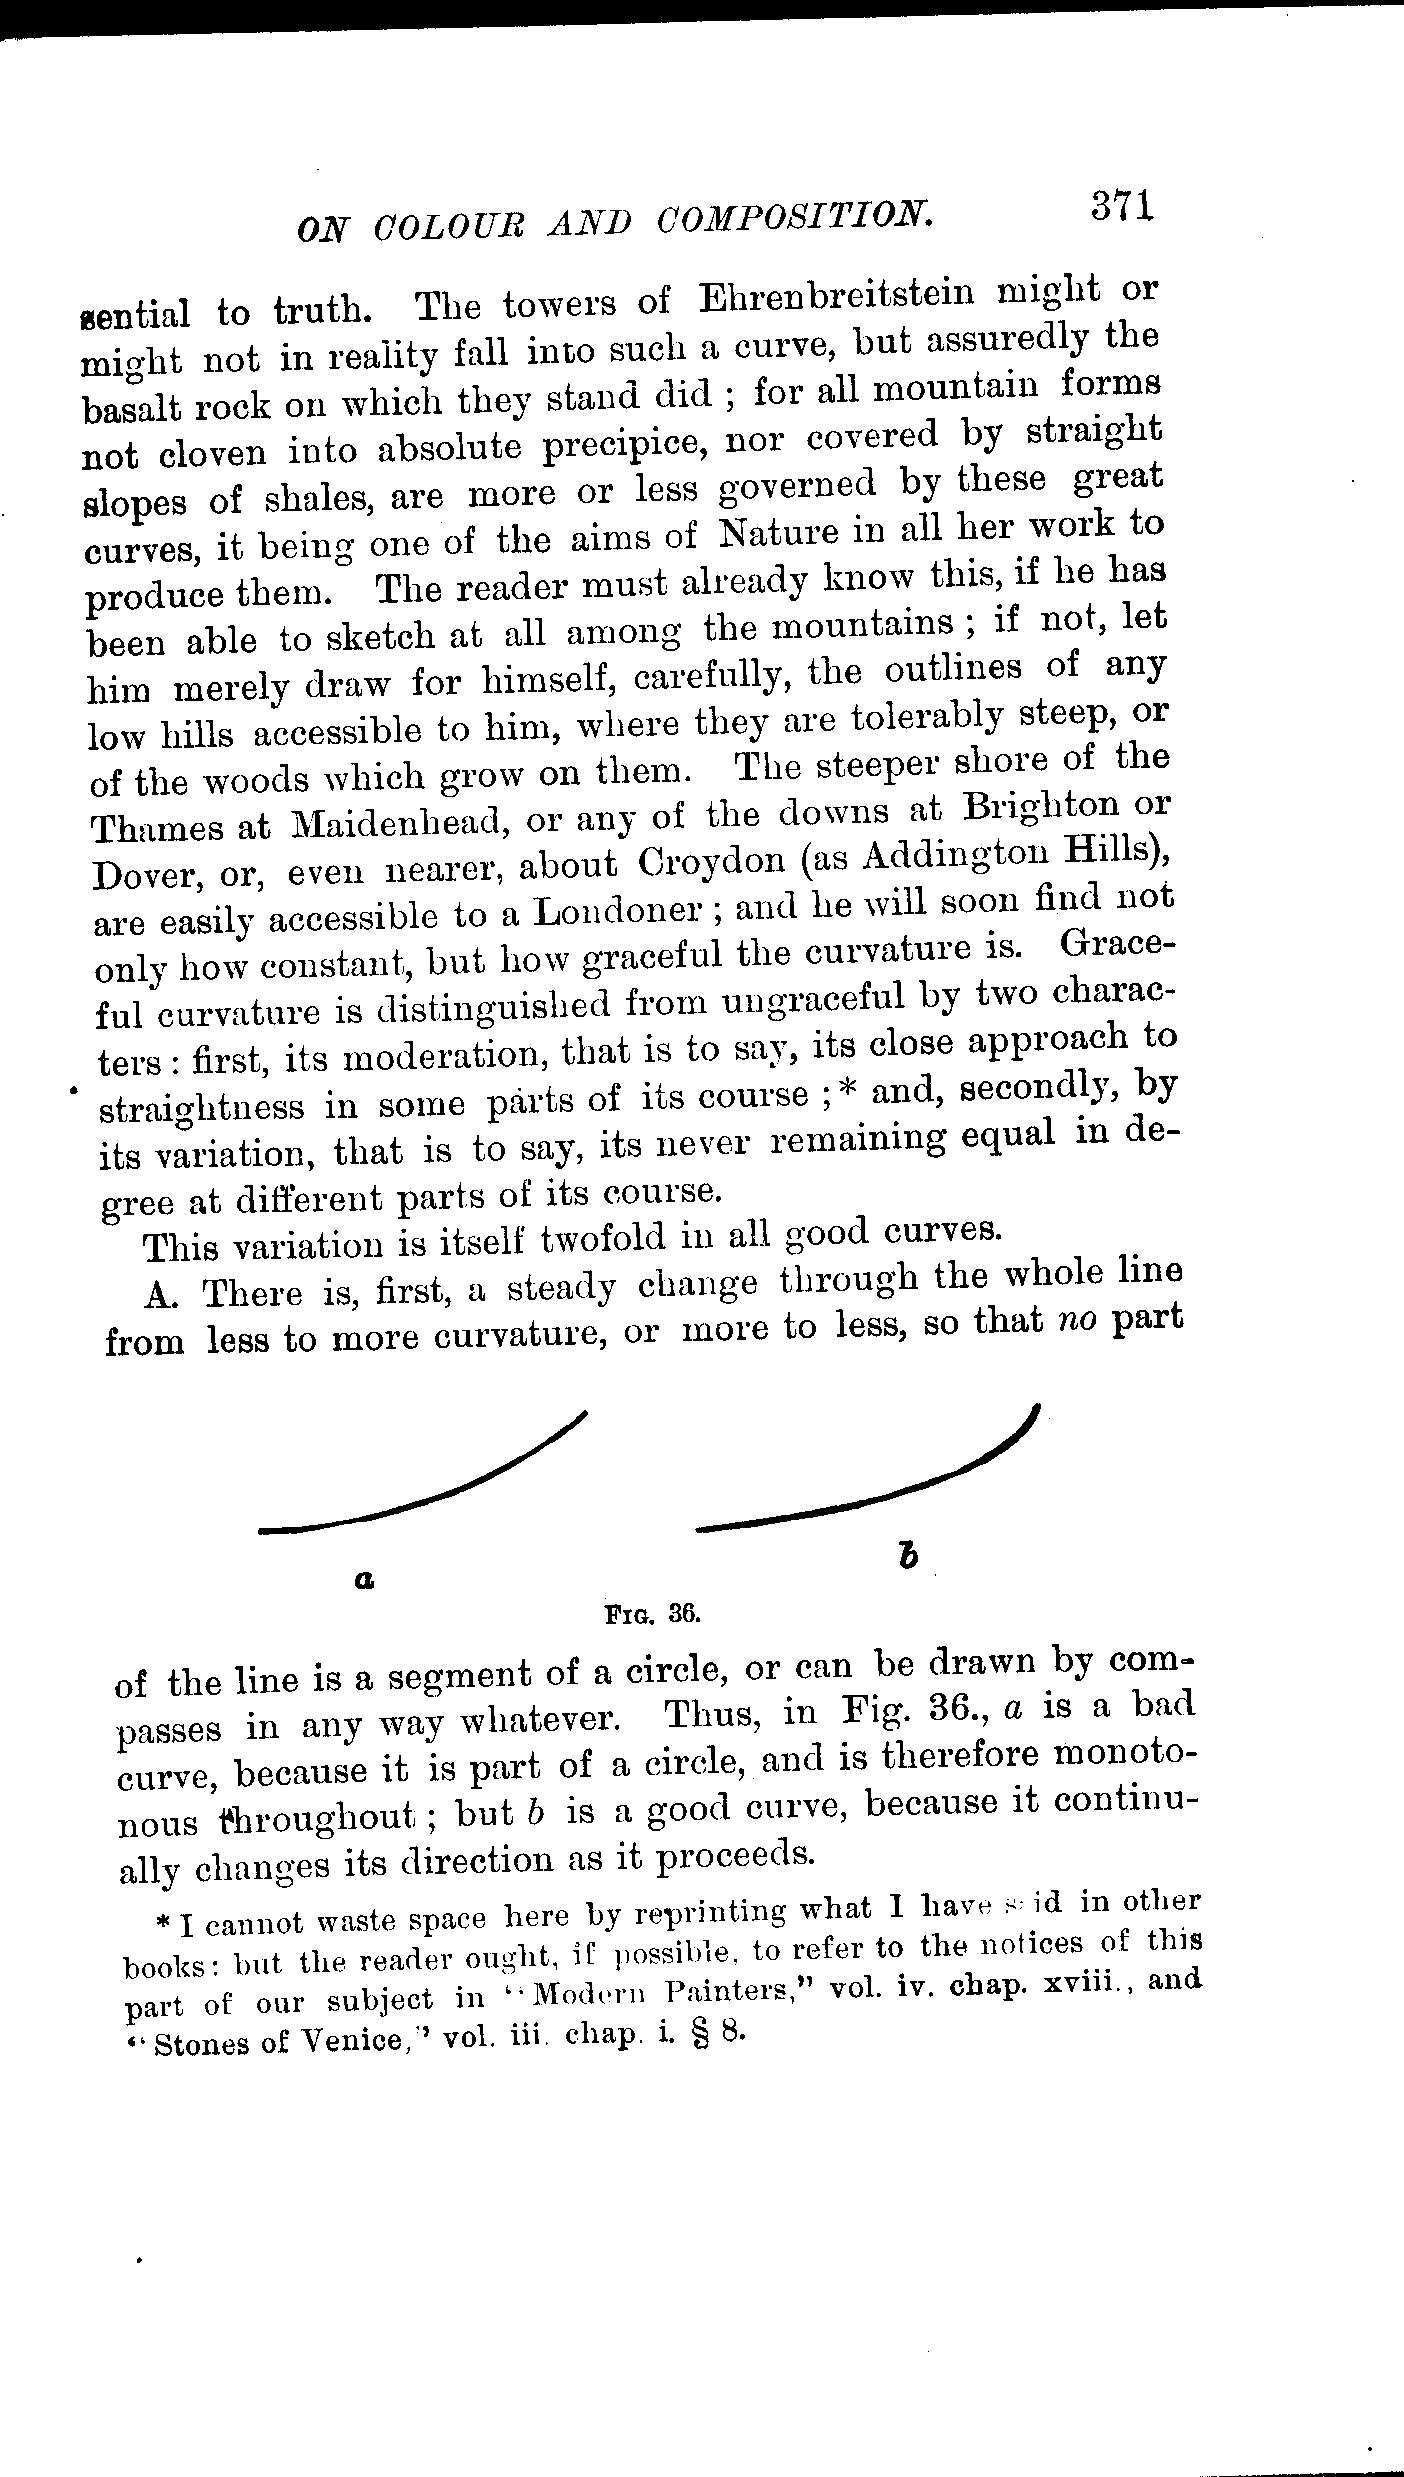 ON COLOUR AND COMPOSITION. 371
sential to truth. The towers of Ehrenbreitstein might or
might not in reality fall into such a curve, but assuredly the
basalt rock on which they stand did ; for all mountain forms
not cloven into absolute precipice, nor covered by straight
slopes of shales, are more or less governed by these great
curves, it being one of the aims of Nature in all her work to
produce them. The reader must already know this, if he has
been able to sketch at all among the mountains ; if not, let
him merely draw for himself, carefully, the outlines of any
low hills accessible to him, where they are tolerably steep, or
of the woods which grow on them. The steeper shore of the
Thames at Maidenhead, or any of the downs at Brighton or
Dover, or, even nearer, about Croydon (as Addington Hills),
are easily accessible to a Londoner ; and he will soon find not
only how constant, but how graceful the curvature is. Grace-
ful curvature is distinguished from ungraceful by two charac-
ters : first, its moderation, that is to say, its close approach to
straightness in some parts of its course ;* and, secondly, by
its variation, that is to say, its never remaining equal in de-
gree at different parts of its course.
This variation is itself twofold in all good curves.
A. There is, first, a steady change through the whole line
from less to more curvature, or more to less, so that no part
a
b
FIG. 36.
of the line is a segment of a circle, or can be drawn by com-
passes in any way whatever. Thus, in Fig. 36., a is a bad
curve, because it is part of a circle, and is therefore monoto-
nous throughout ; but b is a good curve, because it continu-
ally changes its direction as it proceeds.
* I cannot waste space here by reprinting what I have said in other
books: but the reader ought, if possible, to refer to the notices of this
part of our subject in "Modern Painters," vol. iv. chap. xviii., and
"Stones of Venice," vol. iii. chap. i. § 8.